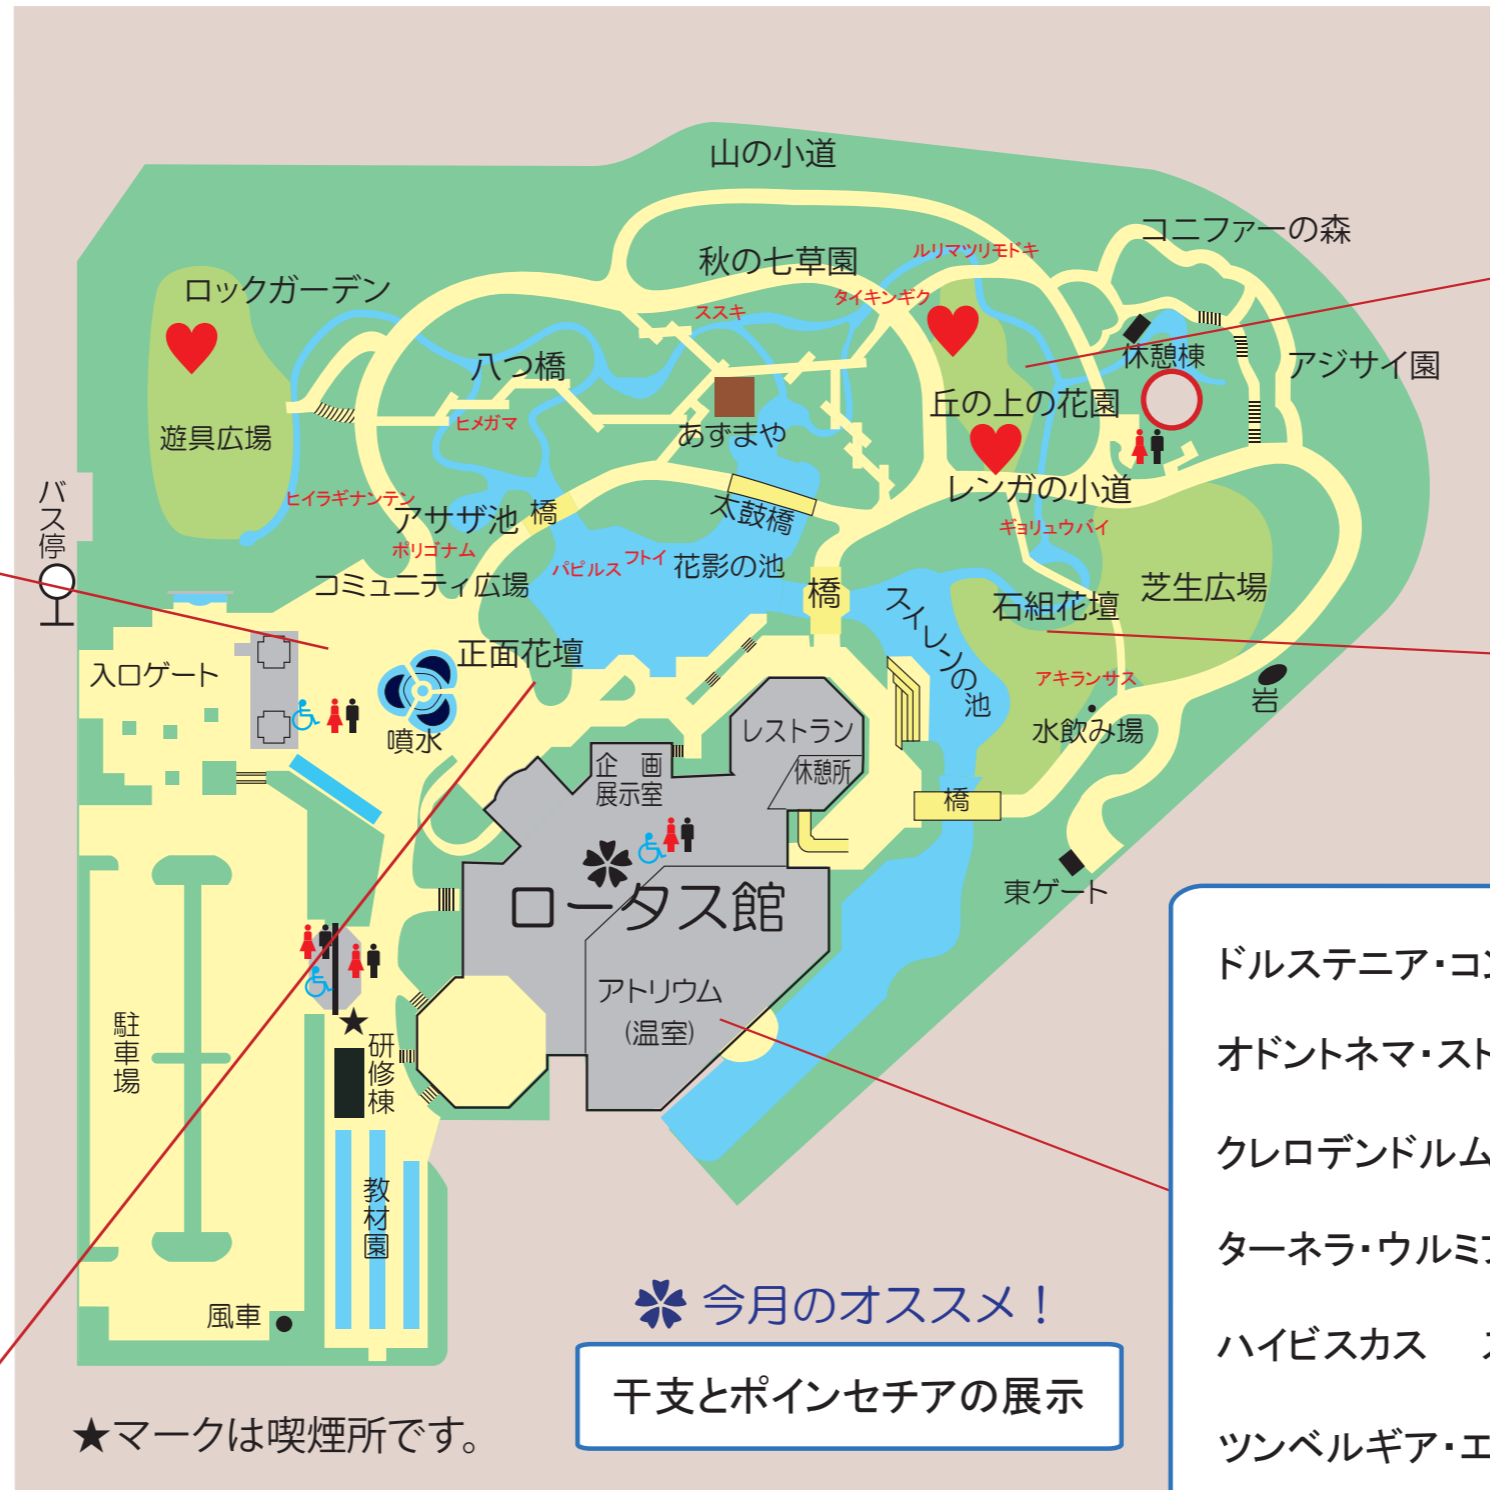 山の小道
コニファーの森
ルリマツリモドキ
秋の七草園
ロックガーデン
タイキンギク
ススキ
休憩棟
アジサイ園
八つ橋
丘の上の花園
ヒメガマ
あずまや
遊具広場
バス停
レンガの小道
ヒイラギナンテン
アサザ池
橋
太鼓橋
ギョリュウバイ
ポリゴナム
コミュニティ広場
パピルス
フトイ
花影の池
橋
スイレンの池
石組花壇
芝生広場
正面花壇
入口ゲート
アキランサス
岩
噴水
レストラン
水飲み場
企画
展示室
休憩所
橋
ロータス館
東ゲート
アトリウム
(温室)
駐車場
★
研修棟
教材園
風車
ドルステニア・コン
オドントネマ・スト
クレロデンドルム
ターネラ・ウルミフ
ハイビスカス ス
ツンベルギア・エ
今月のオススメ！
干支とポインセチアの展示
★マークは喫煙所です。